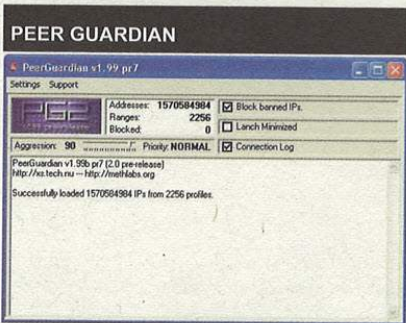 PEER GUARDIAN
PeerGuardian v1.99 pr7
Settings Support
PG2
Addresses: 1570584984
Ranges: 2256
Blocked: 0
Block banned IPs.
Lanch Minimized
Connection Log
Aggression: 90 Priority: NORMAL
PeerGuardian v1.99b pr7 (2.0 pre-release)
http://xs.tech.nu -- http://methlabs.org
Successfully loaded 1570584984 IPs from 2256 profiles.